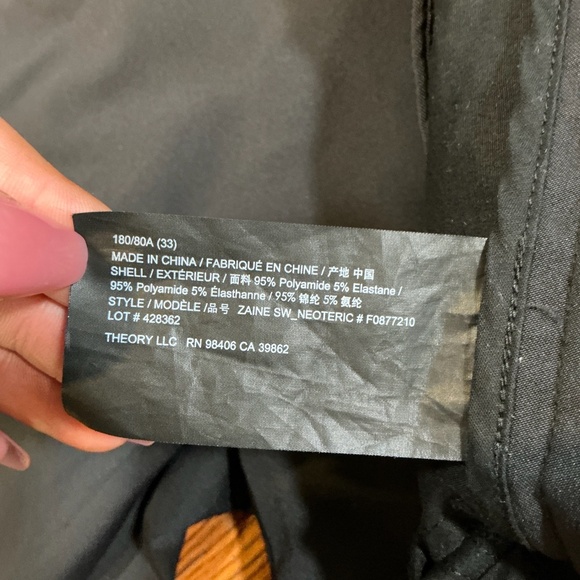 180/80A (33)
MADE IN CHINA / FABRIQUÉ EN CHINE / 产地 中国
SHELL / EXTÉRIEUR / 面料 95% Polyamide 5% Elastane /
95% Polyamide 5% Élasthanne / 95% 锦纶 5% 氨纶
STYLE / MODÈLE /品号 ZAINE SW_NEOTERIC # F0877210
LOT # 428362
THEORY LLC RN 98406 CA 39862